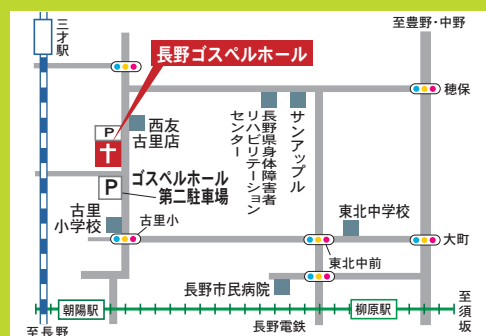 三才駅
至豊野・中野
長野ゴスペルホール
穂保
P
西友
古里店
長野県身体障害者
リハビリテーション
センター
サンアップル
P
ゴスペルホール
第二駐車場
古里
小学校
古里小
東北中学校
大町
東北中前
長野市民病院
至須坂
朝陽駅
柳原駅
至長野
長野電鉄